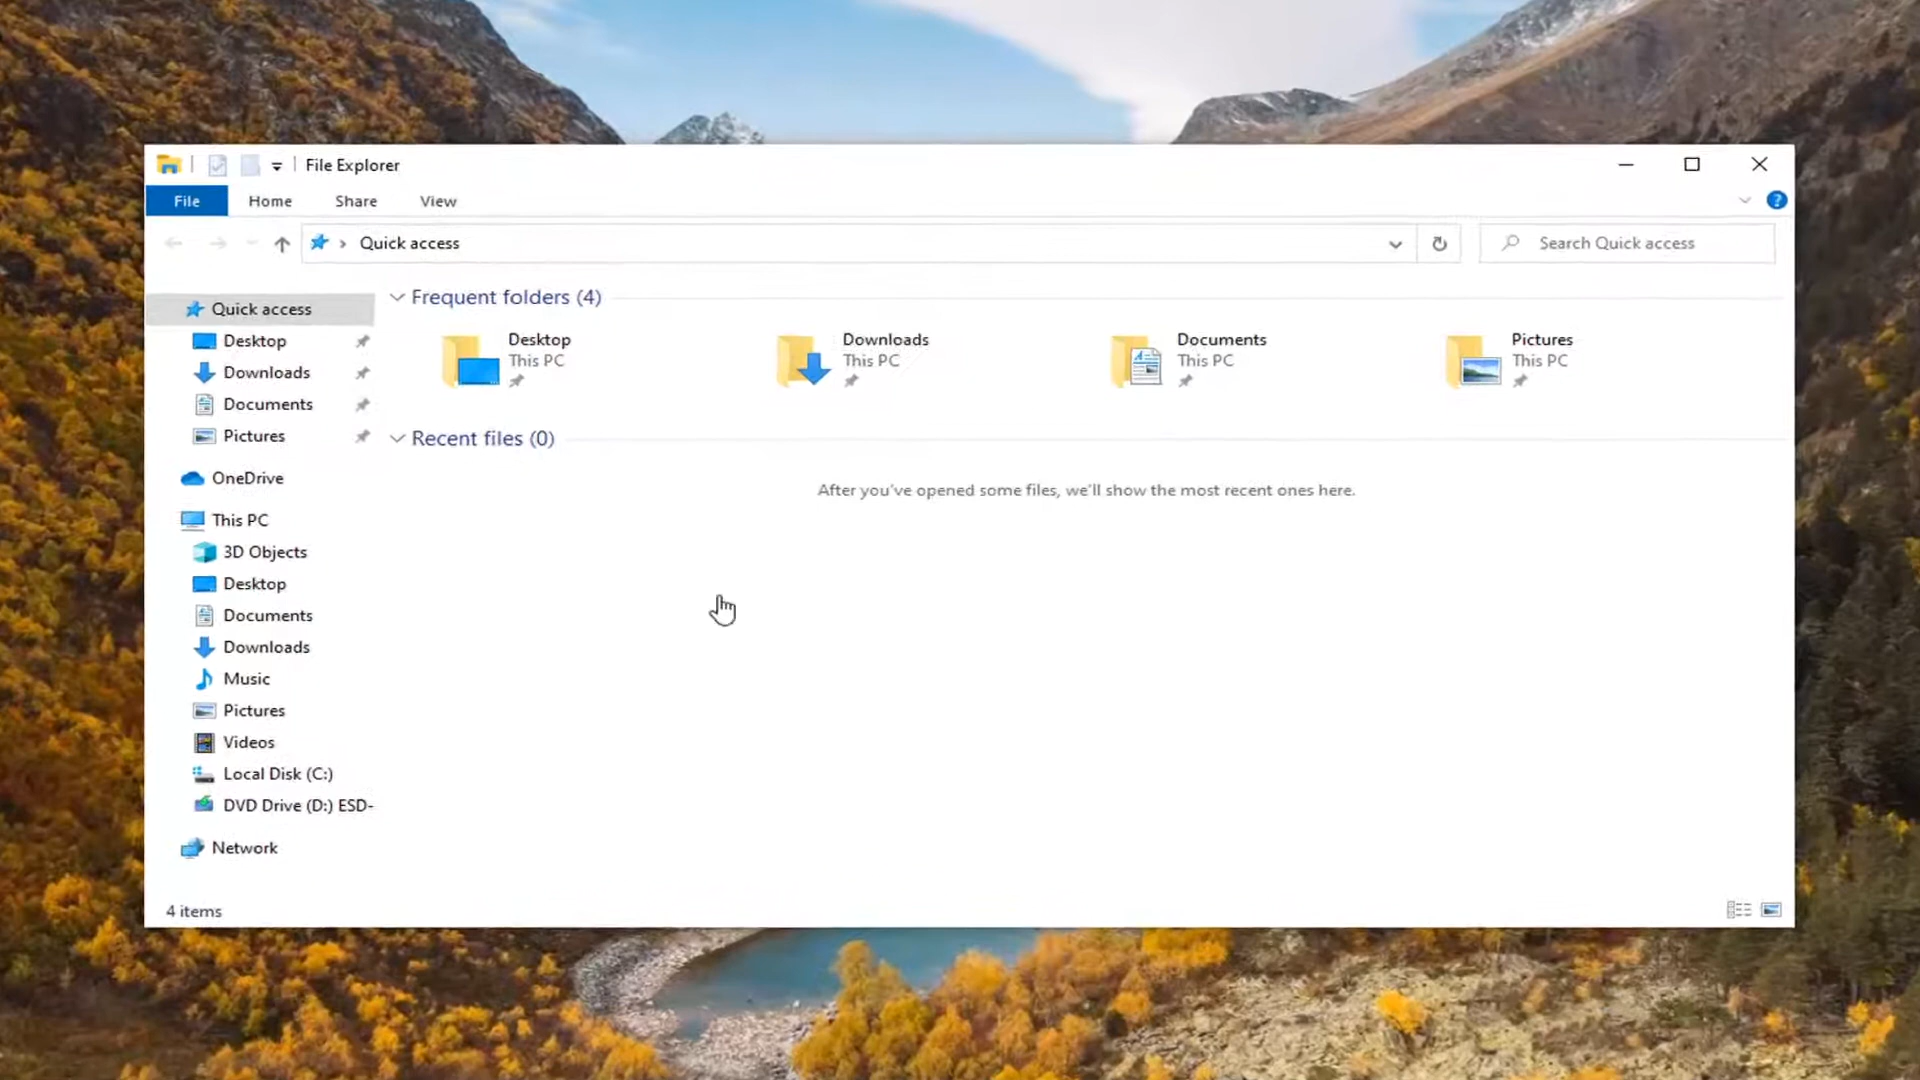 File Explorer
File Home Share View
?
Quick access
Search Quick access
Quick access
Desktop
Downloads
Documents
Pictures
OneDrive
This PC
3D Objects
Desktop
Documents
Downloads
Music
Pictures
Videos
Local Disk (C:)
DVD Drive (D:) ESD-
Network
Frequent folders (4)
Desktop
This PC
Downloads
This PC
Documents
This PC
Pictures
This PC
Recent files (0)
After you've opened some files, we'll show the most recent ones here.
4 items